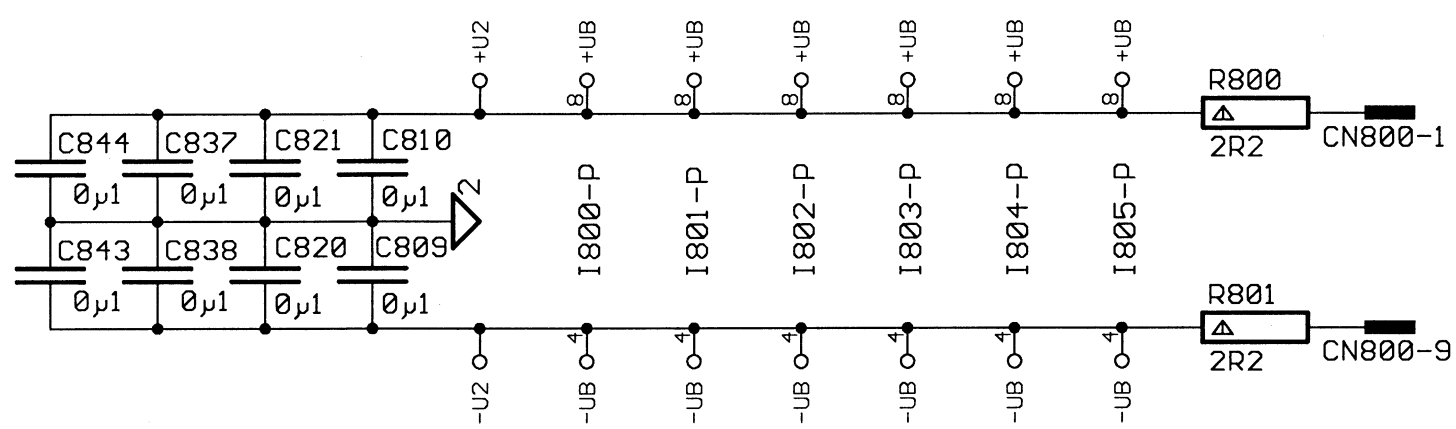 +U2 +UB +UB +UB +UB +UB +UB
8 8 8 8 8 8
R800
2R2
CN800-1
C844 C837 C821 C810
0µ1 0µ1 0µ1 0µ1
2
I800-P I801-P I802-P I803-P I804-P I805-P
C843 C838 C820 C809
0µ1 0µ1 0µ1 0µ1
R801
2R2
CN800-9
4 4 4 4 4 4
-U2 -UB -UB -UB -UB -UB -UB